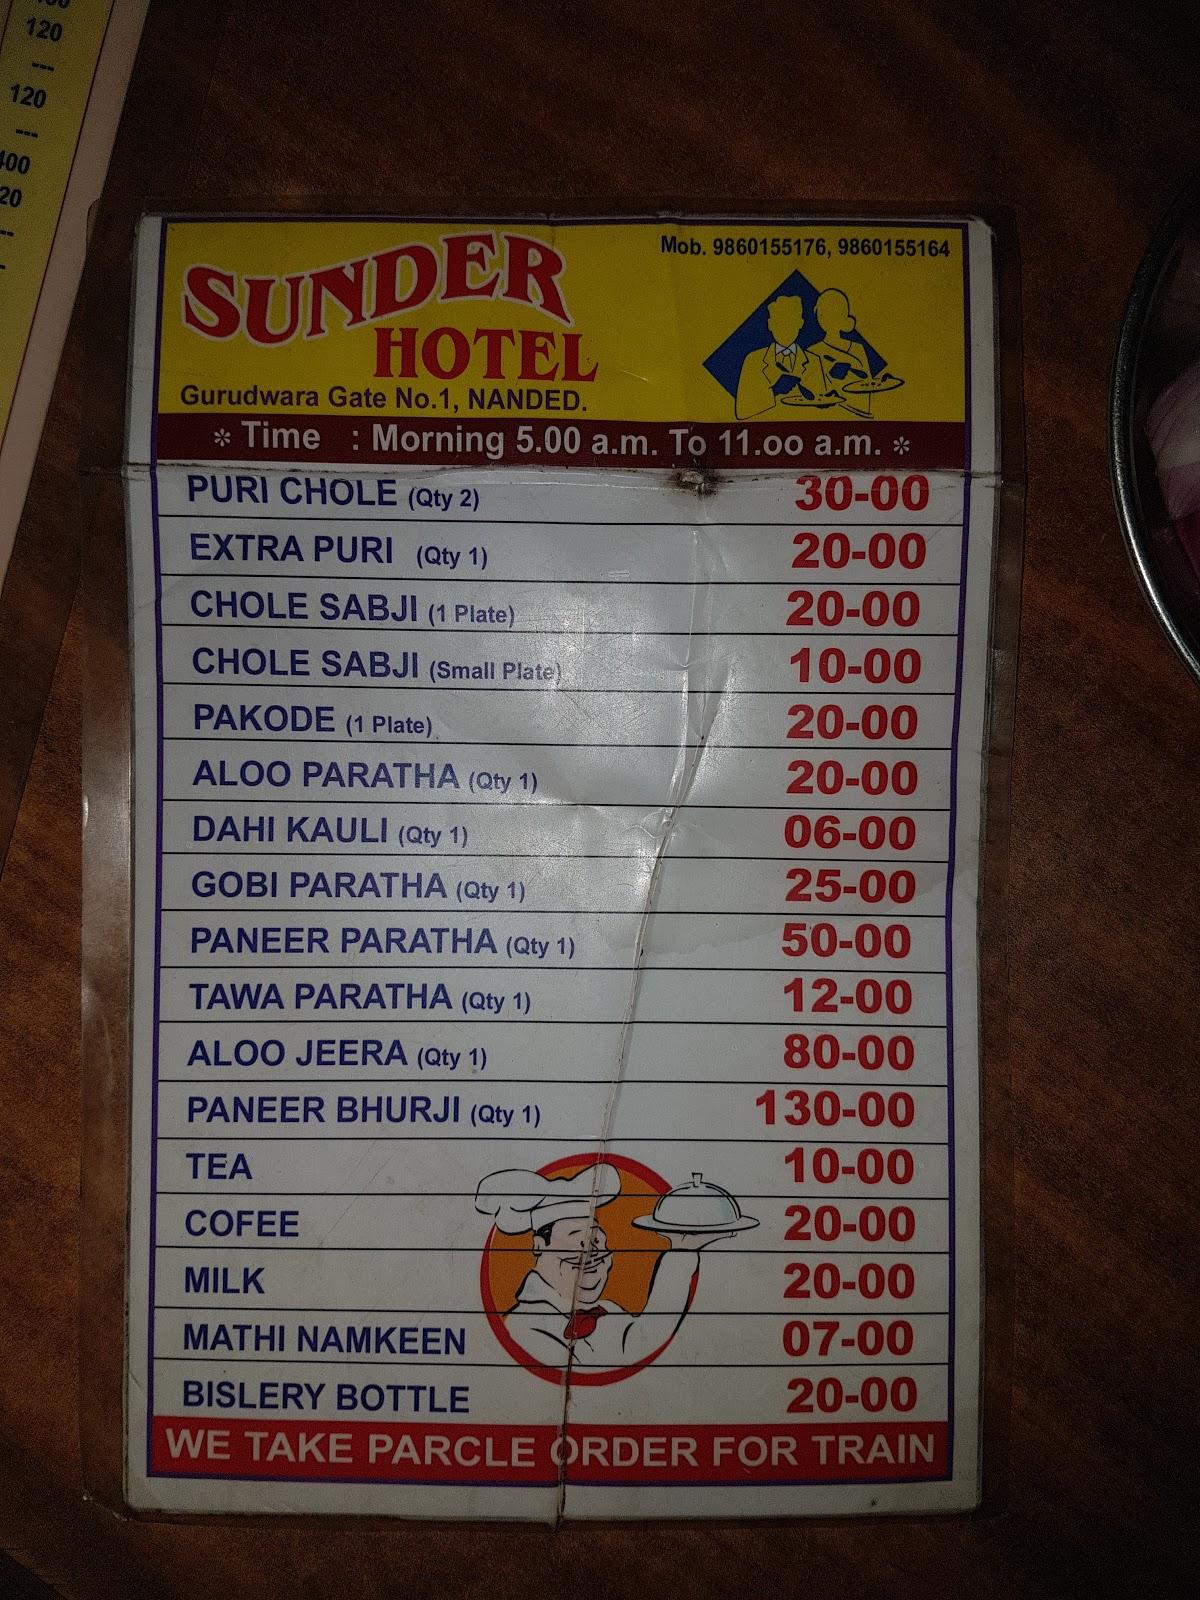 120
---
120
---
400
20
SUNDER
HOTEL
Mob. 9860155176, 9860155164
Gurudwara Gate No.1, NANDED.
* Time : Morning 5.00 a.m. To 11.oo a.m. *
PURI CHOLE (Qty 2) 30-00
EXTRA PURI (Qty 1) 20-00
CHOLE SABJI (1 Plate) 20-00
CHOLE SABJI (Small Plate) 10-00
PAKODE (1 Plate) 20-00
ALOO PARATHA (Qty 1) 20-00
DAHI KAULI (Qty 1) 06-00
GOBI PARATHA (Qty 1) 25-00
PANEER PARATHA (Qty 1) 50-00
TAWA PARATHA (Qty 1) 12-00
ALOO JEERA (Qty 1) 80-00
PANEER BHURJI (Qty 1) 130-00
TEA 10-00
COFEE 20-00
MILK 20-00
MATHI NAMKEEN 07-00
BISLERY BOTTLE 20-00
WE TAKE PARCLE ORDER FOR TRAIN